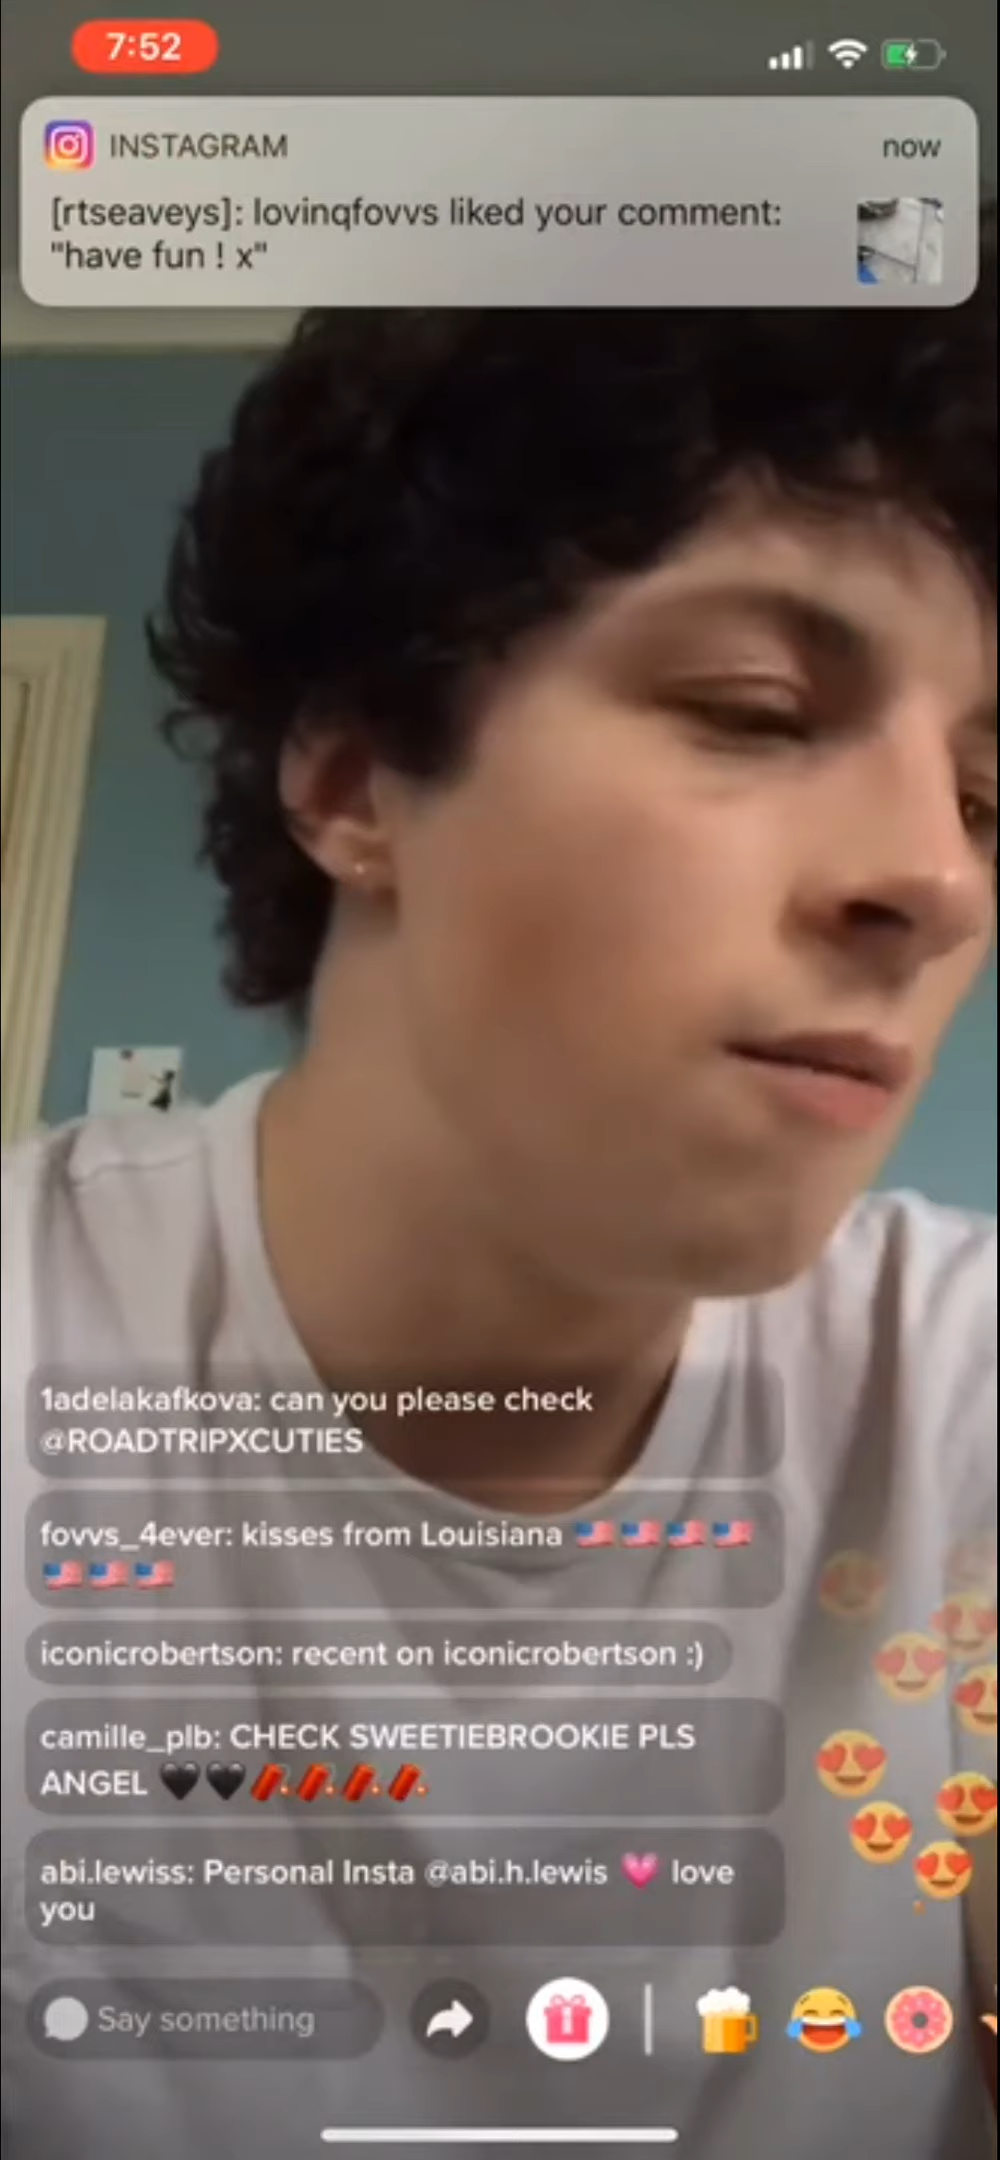 7:52
INSTAGRAM
now
[rtseaveys]: lovinqfovvs liked your comment:
"have fun ! x"
1adelakafkova: can you please check
@ROADTRIPXCUTIES
fovvs_4ever: kisses from Louisiana 🇺🇸🇺🇸🇺🇸🇺🇸
🇺🇸🇺🇸🇺🇸
iconicrobertson: recent on iconicrobertson :)
camille_plb: CHECK SWEETIEBROOKIE PLS
ANGEL 🖤🖤🧧🧧🧧🧧
abi.lewiss: Personal Insta @abi.h.lewis 💗 love
you
Say something